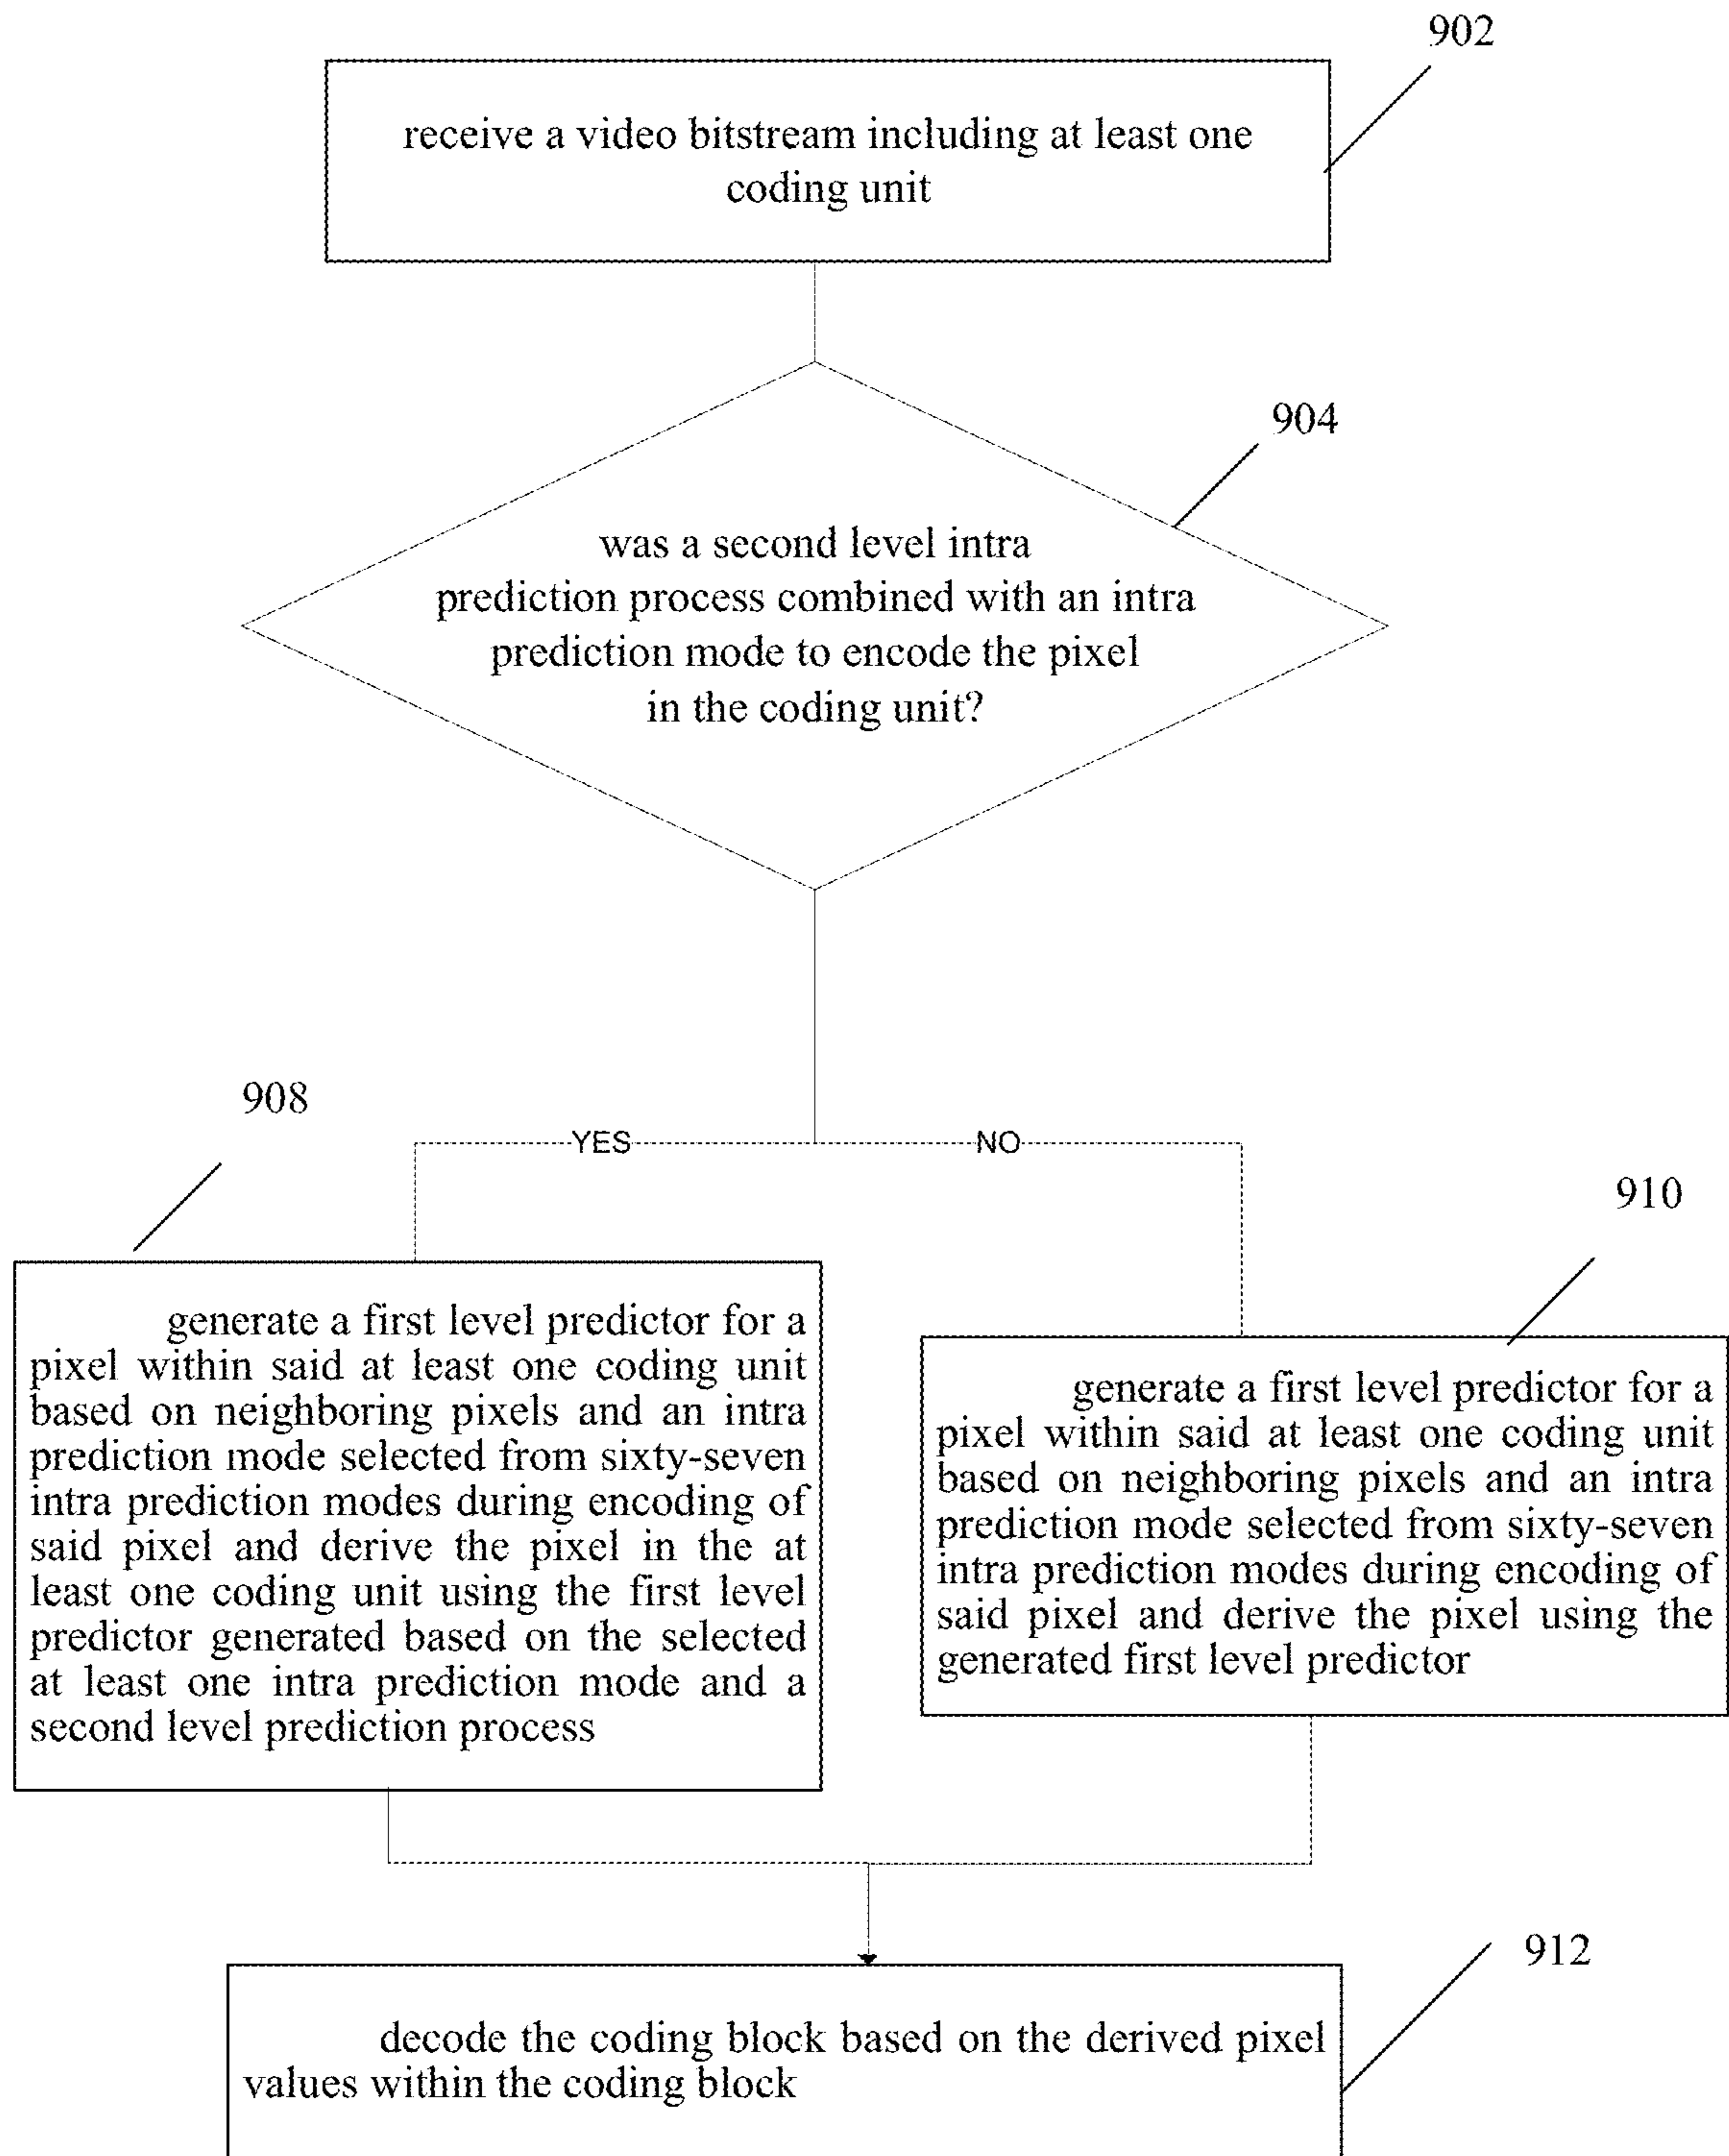 902
receive a video bitstream including at least one
coding unit
904
was a second level intra
prediction process combined with an intra
prediction mode to encode the pixel
in the coding unit?
908
YES
NO
910
generate a first level predictor for a
pixel within said at least one coding unit
based on neighboring pixels and an intra
prediction mode selected from sixty-seven
intra prediction modes during encoding of
said pixel and derive the pixel in the at
least one coding unit using the first level
predictor generated based on the selected
at least one intra prediction mode and a
second level prediction process
generate a first level predictor for a
pixel within said at least one coding unit
based on neighboring pixels and an intra
prediction mode selected from sixty-seven
intra prediction modes during encoding of
said pixel and derive the pixel using the
generated first level predictor
912
decode the coding block based on the derived pixel
values within the coding block